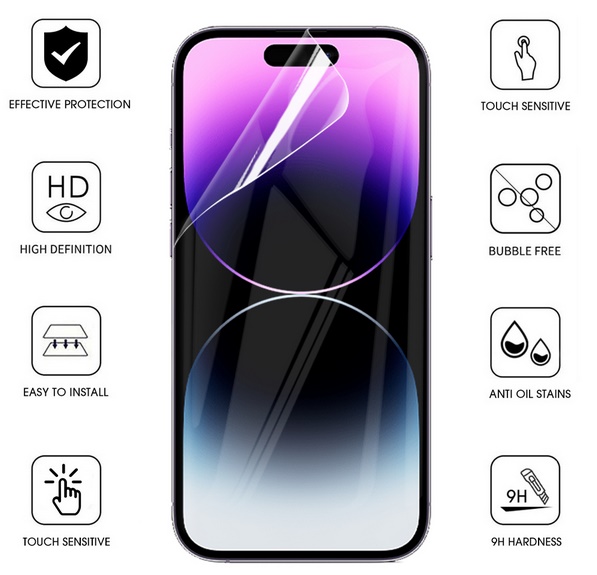 EFFECTIVE PROTECTION
TOUCH SENSITIVE
HD
HIGH DEFINITION
BUBBLE FREE
EASY TO INSTALL
ANTI OIL STAINS
9H
TOUCH SENSITIVE
9H HARDNESS